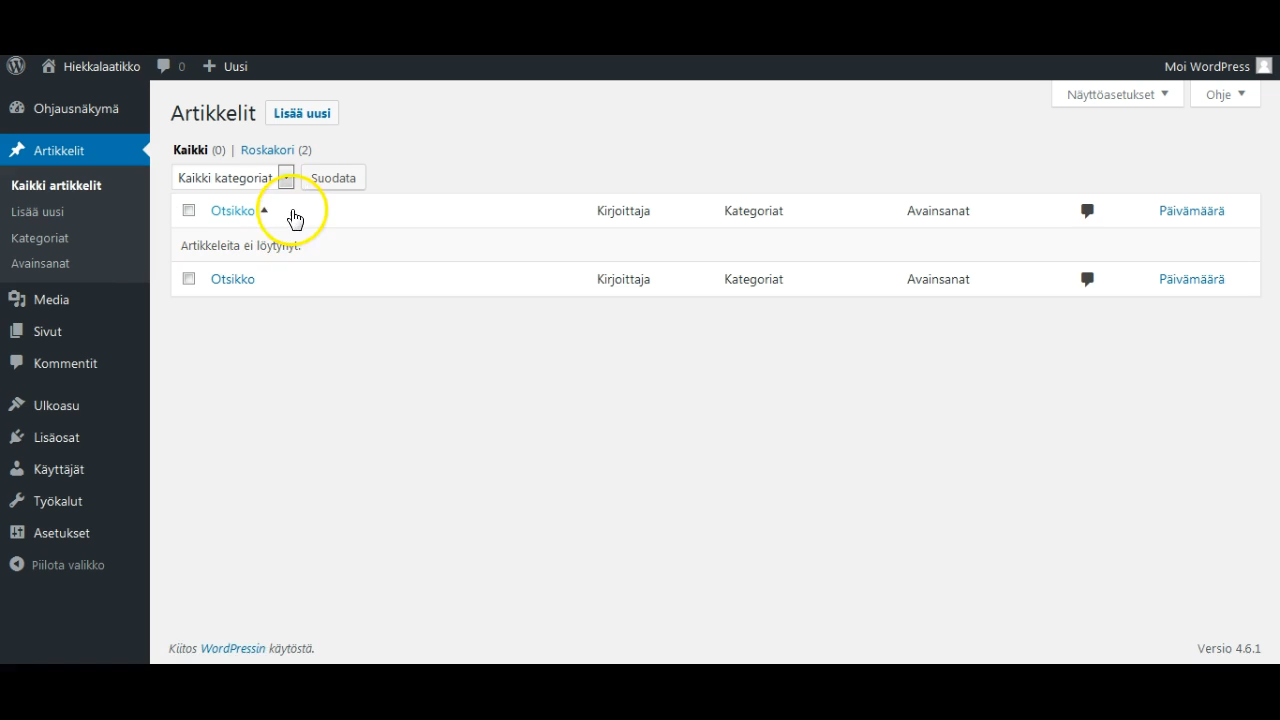 Hiekkalaatikko 0 Uusi Moi WordPress
Näyttöasetukset Ohje
Ohjausnäkymä
Artikkelit
Kaikki artikkelit
Lisää uusi
Kategoriat
Avainsanat
Media
Sivut
Kommentit
Ulkoasu
Lisäosat
Käyttäjät
Työkalut
Asetukset
Piilota valikko
Artikkelit Lisää uusi
Kaikki (0) | Roskakori (2)
Kaikki kategoriat Suodata
Otsikko Kirjoittaja Kategoriat Avainsanat Päivämäärä
Artikkeleita ei löytynyt.
Otsikko Kirjoittaja Kategoriat Avainsanat Päivämäärä
Kiitos WordPressin käytöstä. Versio 4.6.1